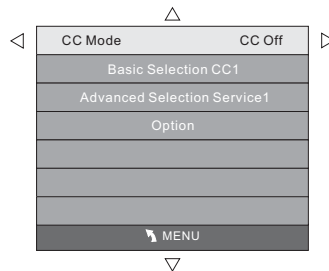 CC Mode CC Off
Basic Selection CC1
Advanced Selection Service1
Option
MENU